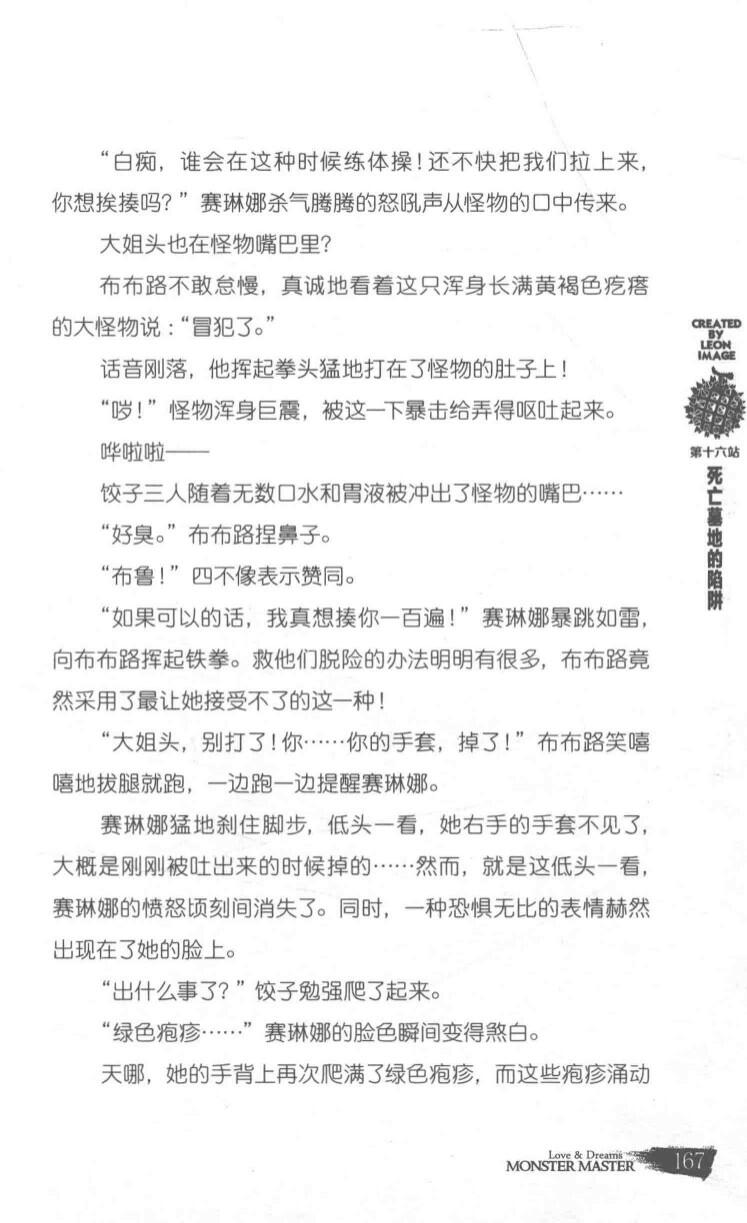 “白痴，谁会在这种时候练体操！还不快把我们拉上来，
你想挨揍吗？”赛琳娜杀气腾腾的怒吼声从怪物的口中传来。
大姐头也在怪物嘴巴里？
布布路不敢怠慢，真诚地看着这只浑身长满黄褐色疙瘩
的大怪物说：“冒犯了。”
话音刚落，他挥起拳头猛地打在了怪物的肚子上！
“哕！”怪物浑身巨震，被这一下暴击给弄得呕吐起来。
哗啦啦——
饺子三人随着无数口水和胃液被冲出了怪物的嘴巴……
“好臭。”布布路捏鼻子。
“布鲁！”四不像表示赞同。
“如果可以的话，我真想揍你一百遍！”赛琳娜暴跳如雷，
向布布路挥起铁拳。救他们脱险的办法明明有很多，布布路竟
然采用了最让她接受不了的这一种！
“大姐头，别打了！你……你的手套，掉了！”布布路笑嘻
嘻地拔腿就跑，一边跑一边提醒赛琳娜。
赛琳娜猛地刹住脚步，低头一看，她右手的手套不见了，
大概是刚刚被吐出来的时候掉的……然而，就是这低头一看，
赛琳娜的愤怒顷刻间消失了。同时，一种恐惧无比的表情赫然
出现在了她的脸上。
“出什么事了？”饺子勉强爬了起来。
“绿色疱疹……”赛琳娜的脸色瞬间变得煞白。
天哪，她的手背上再次爬满了绿色疱疹，而这些疱疹涌动
CREATED
BY
LEON
IMAGE
第十六站
死亡墓地的陷阱
Love & Dreams
MONSTER MASTER
167